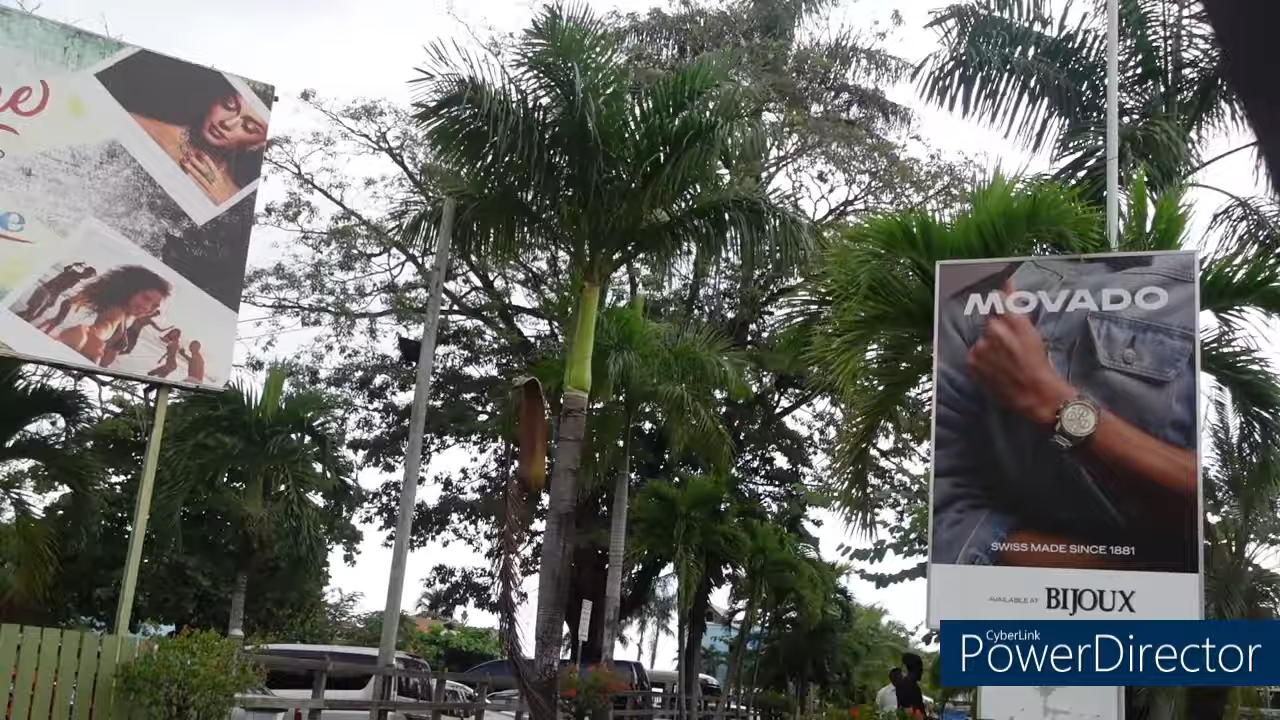 MOVADO
SWISS MADE SINCE 1881
AVAILABLE AT BIJOUX
CyberLink
PowerDirector